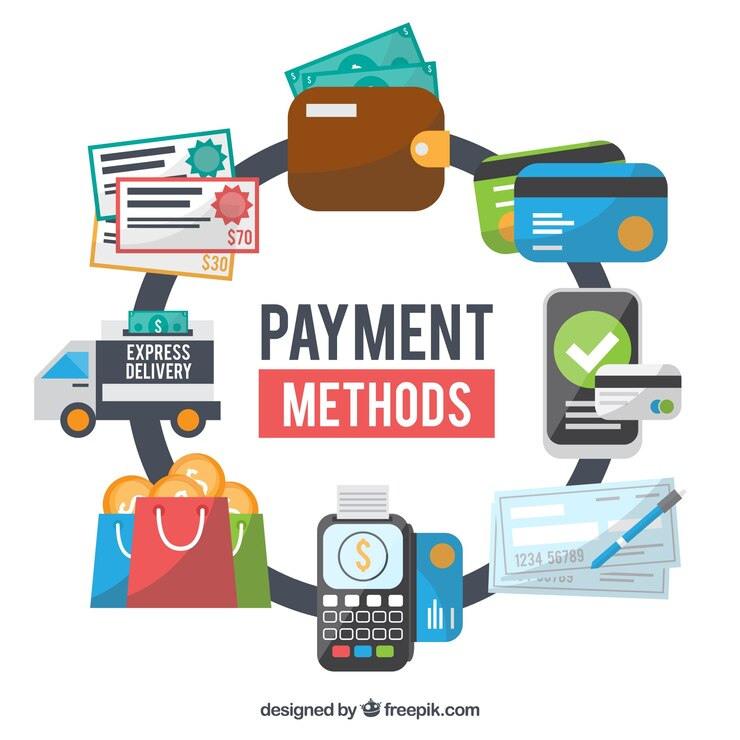 $
$
$
$
$70
$30
PAYMENT
METHODS
$
EXPRESS
DELIVERY
$
1234 56789
designed by freepik.com